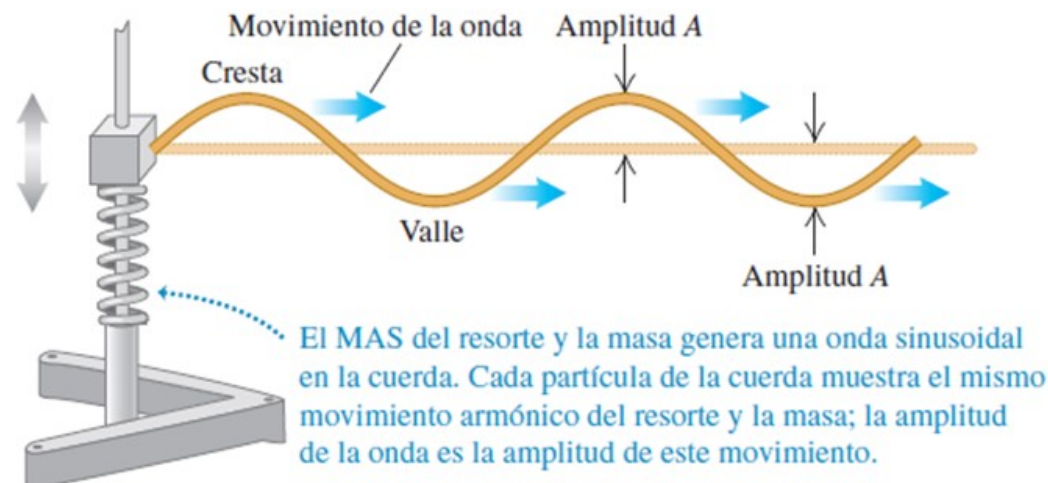 Movimiento de la onda
Amplitud A
Cresta
Valle
Amplitud A
El MAS del resorte y la masa genera una onda sinusoidal
en la cuerda. Cada partícula de la cuerda muestra el mismo
movimiento armónico del resorte y la masa; la amplitud
de la onda es la amplitud de este movimiento.